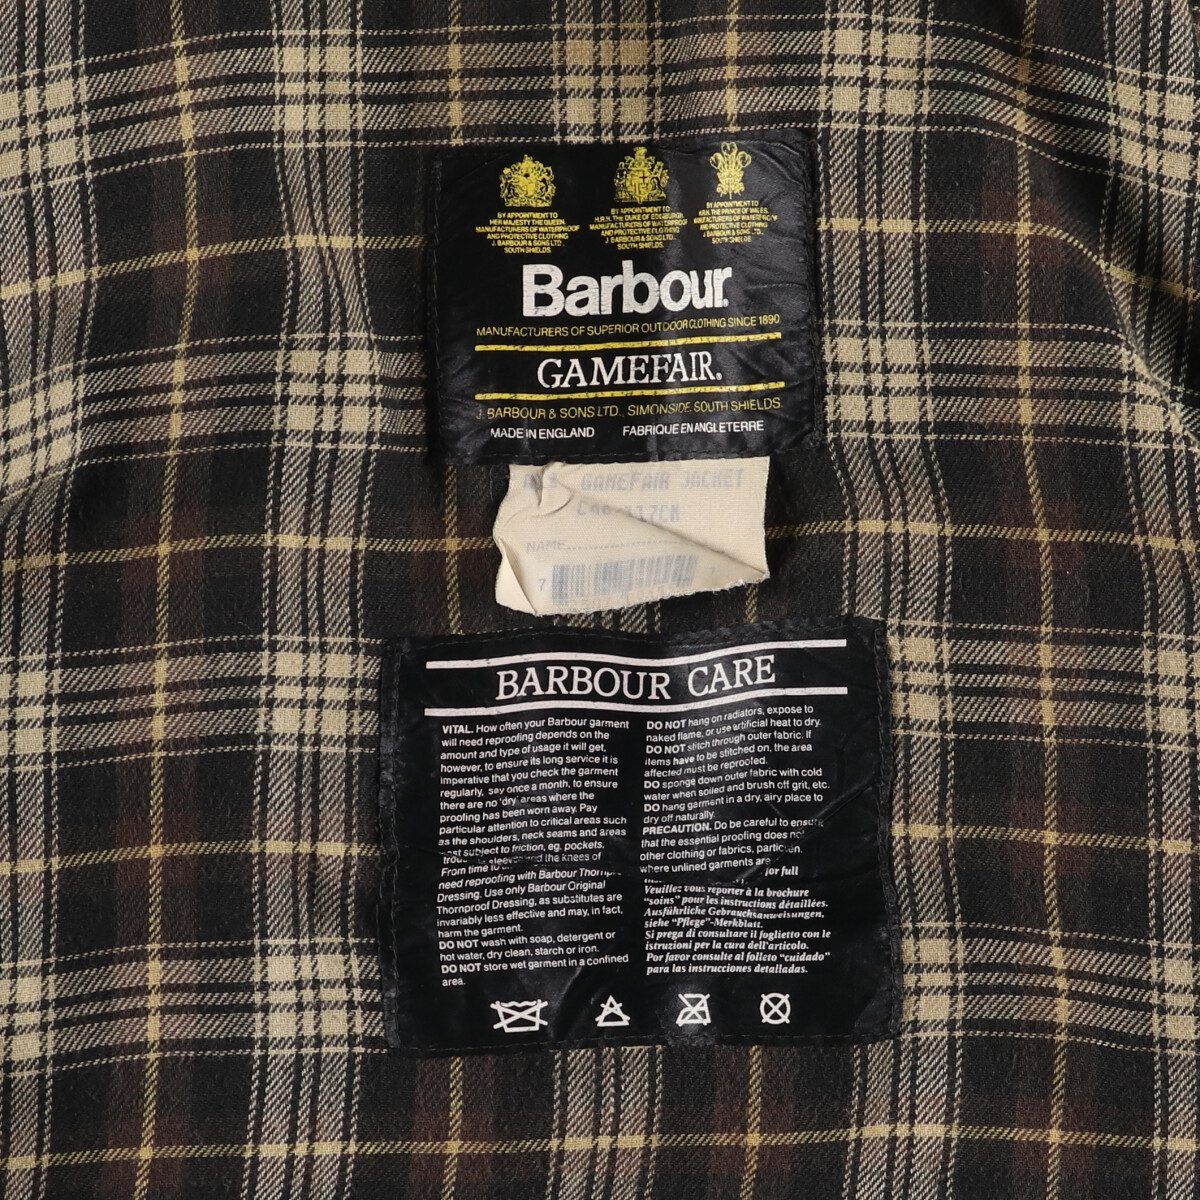 BY APPOINTMENT TO
HER MAJESTY THE QUEEN
MANUFACTURERS OF WATERPROOF
AND PROTECTIVE CLOTHING
J. BARBOUR & SONS LTD.
SOUTH SHIELDS
BY APPOINTMENT TO
H.R.H. THE DUKE OF EDINBURGH
MANUFACTURERS OF WATERPROOF
AND PROTECTIVE CLOTHING
J. BARBOUR & SONS LTD.
SOUTH SHIELDS.
BY APPOINTMENT TO
H.R.H. THE PRINCE OF WALES
MANUFACTURERS OF WATERPROOF
AND PROTECTIVE CLOTHING
J. BARBOUR & SONS LTD.
SOUTH SHIELDS
Barbour.
MANUFACTURERS OF SUPERIOR OUTDOOR CLOTHING SINCE 1890
GAMEFAIR.
J. BARBOUR & SONS LTD., SIMONSIDE, SOUTH SHIELDS
MADE IN ENGLAND FABRIQUE EN ANGLETERRE
GAMEFAIR JACKET
NAME
7
BARBOUR CARE
VITAL. How often your Barbour garment
will need reproofing depends on the
amount and type of usage it will get,
however, to ensure its long service it is
imperative that you check the garment
regularly, say once a month, to ensure
there are no 'dry' areas where the
proofing has been worn away. Pay
particular attention to critical areas such
as the shoulders, neck seams and areas
subject to friction, eg. pockets,
and the knees of
From time to
need reproofing with Barbour
Dressing. Use only Barbour Original
Thornproof Dressing, as substitutes are
invariably less effective and may, in fact,
harm the garment.
DO NOT wash with soap, detergent or
hot water, dry clean, starch or iron.
DO NOT store wet garment in a confined
area.
DO NOT hang on radiators, expose to
naked flame, or use artificial heat to dry.
DO NOT stitch through outer fabric. If
items have to be stitched on, the area
affected must be reproofed.
DO sponge down outer fabric with cold
water when soiled and brush off grit, etc.
DO hang garment in a dry, airy place to
dry off naturally.
PRECAUTION. Do be careful to ensure
that the essential proofing does not
other clothing or fabrics,
where unlined garments are
for full
Veuillez vous reporter à la brochure
"soins" pour les instructions détaillées.
Ausführliche Gebrauchsanweisungen,
siehe "Pflege"-Merkblatt.
Si prega di consultare il foglietto con le
istruzioni per la cura dell'articolo.
Por favor consulte al folleto "cuidado"
para las instrucciones detalladas.